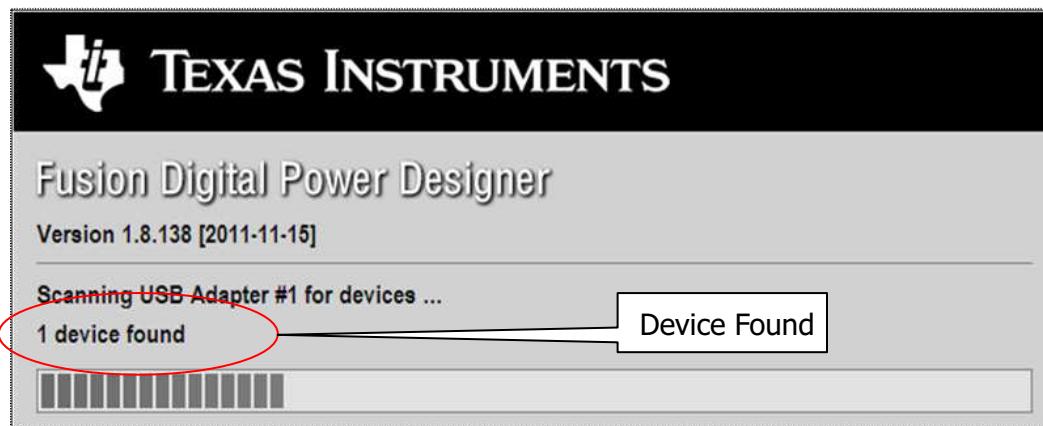 TEXAS INSTRUMENTS
Fusion Digital Power Designer
Version 1.8.138 [2011-11-15]
Scanning USB Adapter #1 for devices ...
1 device found
Device Found